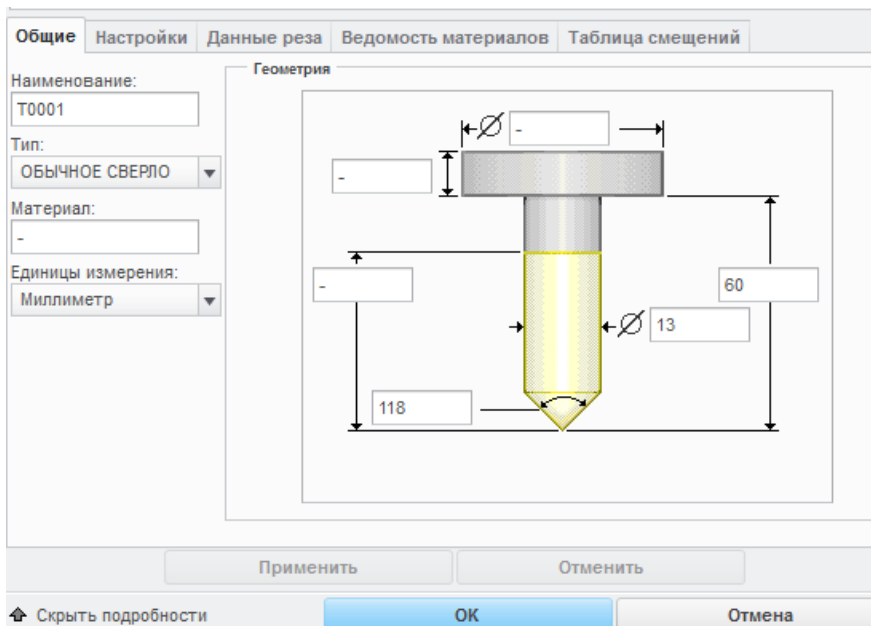 Общие Настройки Данные реза Ведомость материалов Таблица смещений
Наименование:
T0001
Тип:
ОБЫЧНОЕ СВЕРЛО
Материал:
-
Единицы измерения:
Миллиметр
Геометрия
Ø -
-
-
60
Ø 13
118
Применить Отменить
Скрыть подробности OK Отмена